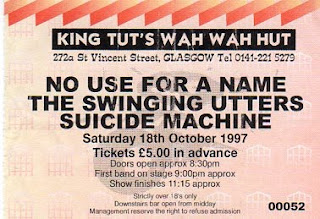 KING TUT'S WAH WAH HUT
272a St Vincent Street, GLASGOW Tel 0141-221 5279
NO USE FOR A NAME
THE SWINGING UTTERS
SUICIDE MACHINE
Saturday 18th October 1997
Tickets £5.00 in advance
Doors open approx 8:30pm
First band on stage 9:00pm approx
Show finishes 11:15 approx
Strictly over 18's only
Downstairs bar open from midday
Management reserve the right to refuse admission
00052